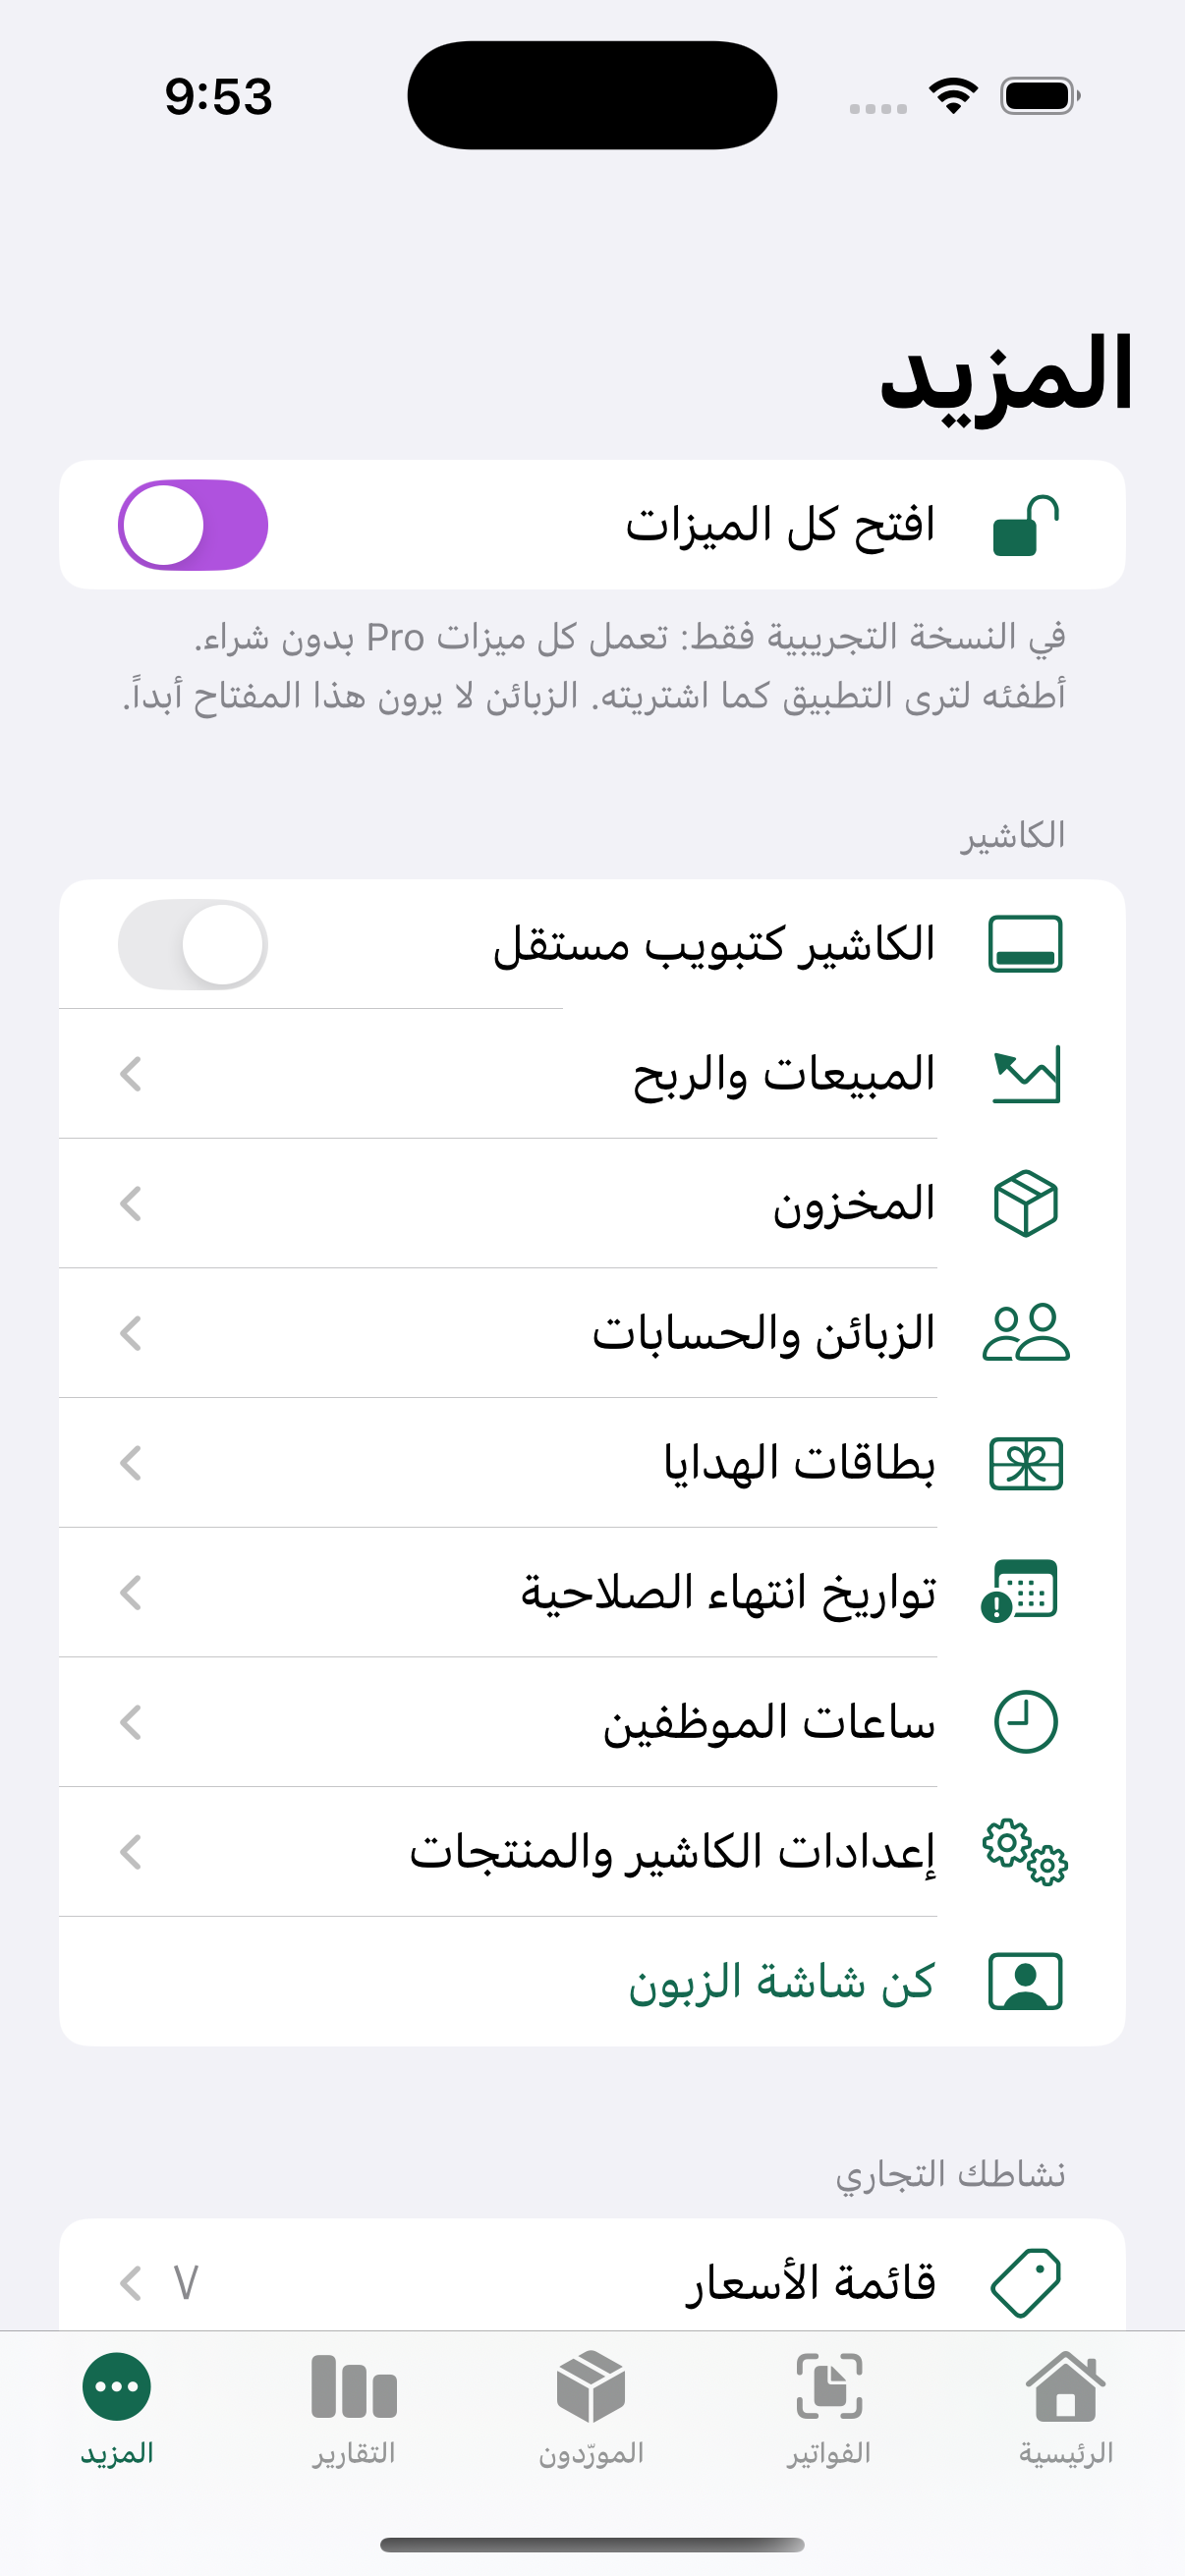 9:53
المزيد
افتح كل الميزات
في النسخة التجريبية فقط: تعمل كل ميزات Pro بدون شراء.
أطفئه لترى التطبيق كما اشتريته. الزبائن لا يرون هذا المفتاح أبداً.
الكاشير
الكاشير كتبويب مستقل
المبيعات والربح
المخزون
الزبائن والحسابات
بطاقات الهدايا
تواريخ انتهاء الصلاحية
ساعات الموظفين
إعدادات الكاشير والمنتجات
كن شاشة الزبون
نشاطك التجاري
قائمة الأسعار ٧
الرئيسية
الفواتير
المورّدون
التقارير
المزيد